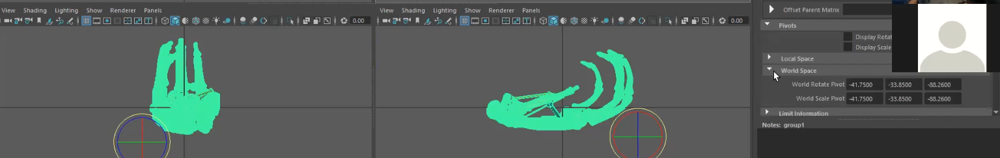 View Shading Lighting Show Renderer Panels
0.00
View Shading Lighting Show Renderer Panels
0.00
Offset Parent Matrix
Pivots
Display Rotat
Display Scale
Local Space
World Space
World Rotate Pivot -41.7500 -33.8500 -88.2600
World Scale Pivot -41.7500 -33.8500 -88.2600
Limit Information
Notes: group1